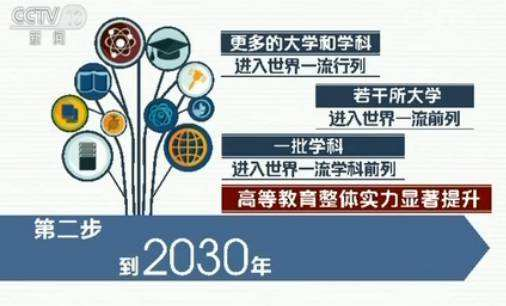 CCTV 13
新闻
更多的大学和学科
进入世界一流行列
若干所大学
进入世界一流前列
一批学科
进入世界一流学科前列
高等教育整体实力显著提升
第二步
到2030年